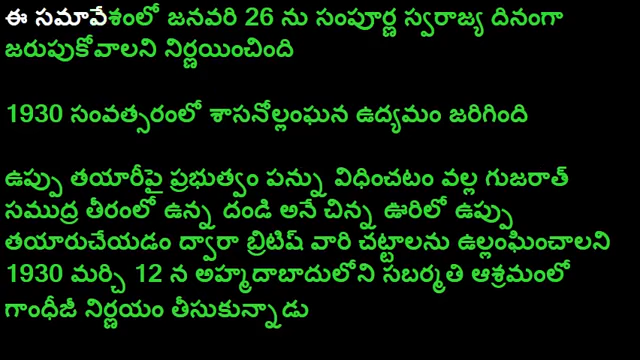 ఈ సమావేశంలో జనవరి 26 ను సంపూర్ణ స్వరాజ్య దినంగా
జరుపుకోవాలని నిర్ణయించింది
1930 సంవత్సరంలో శాసనోల్లంఘన ఉద్యమం జరిగింది
ఉప్పు తయారీపై ప్రభుత్వం పన్ను విధించటం వల్ల గుజరాత్
సముద్ర తీరంలో ఉన్న దండి అనే చిన్న ఊరిలో ఉప్పు
తయారుచేయడం ద్వారా బ్రిటిష్ వారి చట్టాలను ఉల్లంఘించాలని
1930 మర్చి 12 న అహ్మదాబాదులోని సబర్మతి ఆశ్రమంలో
గాంధీజీ నిర్ణయం తీసుకున్నాడు